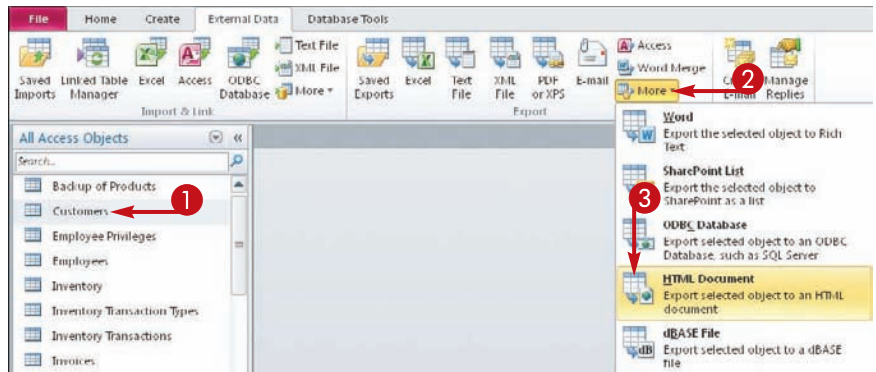 File Home Create External Data Database Tools
Saved Imports
Linked Table Manager
Excel
Access
ODBC Database
Text File
XML File
More
Import & Link
Saved Exports
Excel
Text File
XML File
PDF or XPS
E-mail
Access
Word Merge
More
2
Export
E-mail
Manage Replies
All Access Objects
Search...
Backup of Products
Customers
1
Employee Privileges
Employees
Inventory
Inventory Transaction Types
Inventory Transactions
Invoices
Word
Export the selected object to Rich
Text
SharePoint List
Export the selected object to
SharePoint as a list
3
ODBC Database
Export selected object to an ODBC
Database, such as SQL Server
HTML Document
Export selected object to an HTML
document
dBASE File
Export selected object to a dBASE
file